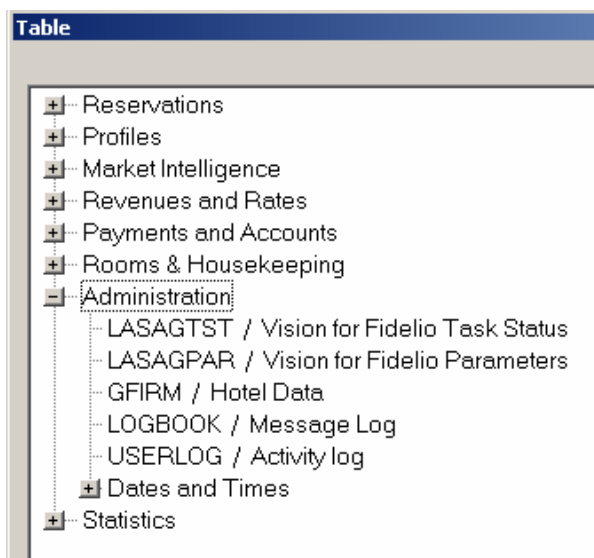 Table
Reservations
Profiles
Market Intelligence
Revenues and Rates
Payments and Accounts
Rooms & Housekeeping
Administration
LASAGTST / Vision for Fidelio Task Status
LASAGPAR / Vision for Fidelio Parameters
GFIRM / Hotel Data
LOGBOOK / Message Log
USERLOG / Activity log
Dates and Times
Statistics